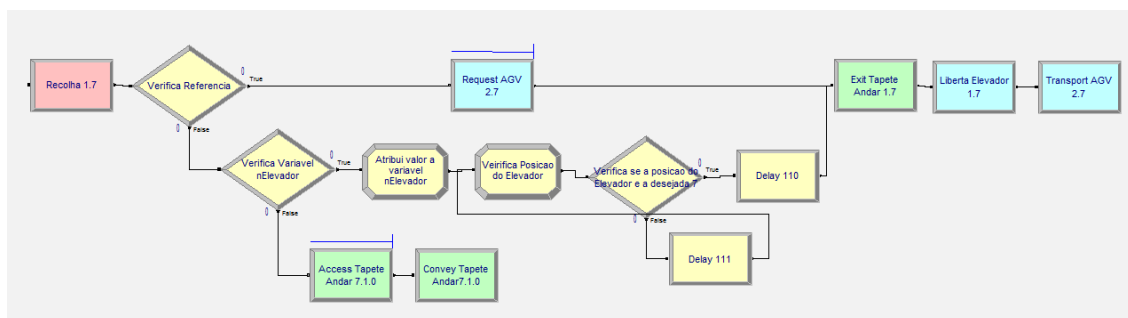 Recolha 1.7
Verifica Referencia
0
True
0
False
Request AGV
2.7
Exit Tapete
Andar 1.7
Liberta Elevador
1.7
Transport AGV
2.7
Verifica Variavel
nElevador
0
True
0
False
Atribui valor a
variavel
nElevador
Veirifica Posicao
do Elevador
Verifica se a posicao do
Elevador e a desejada 7
0
True
0
False
Delay 110
Delay 111
Access Tapete
Andar 7.1.0
Convey Tapete
Andar7.1.0